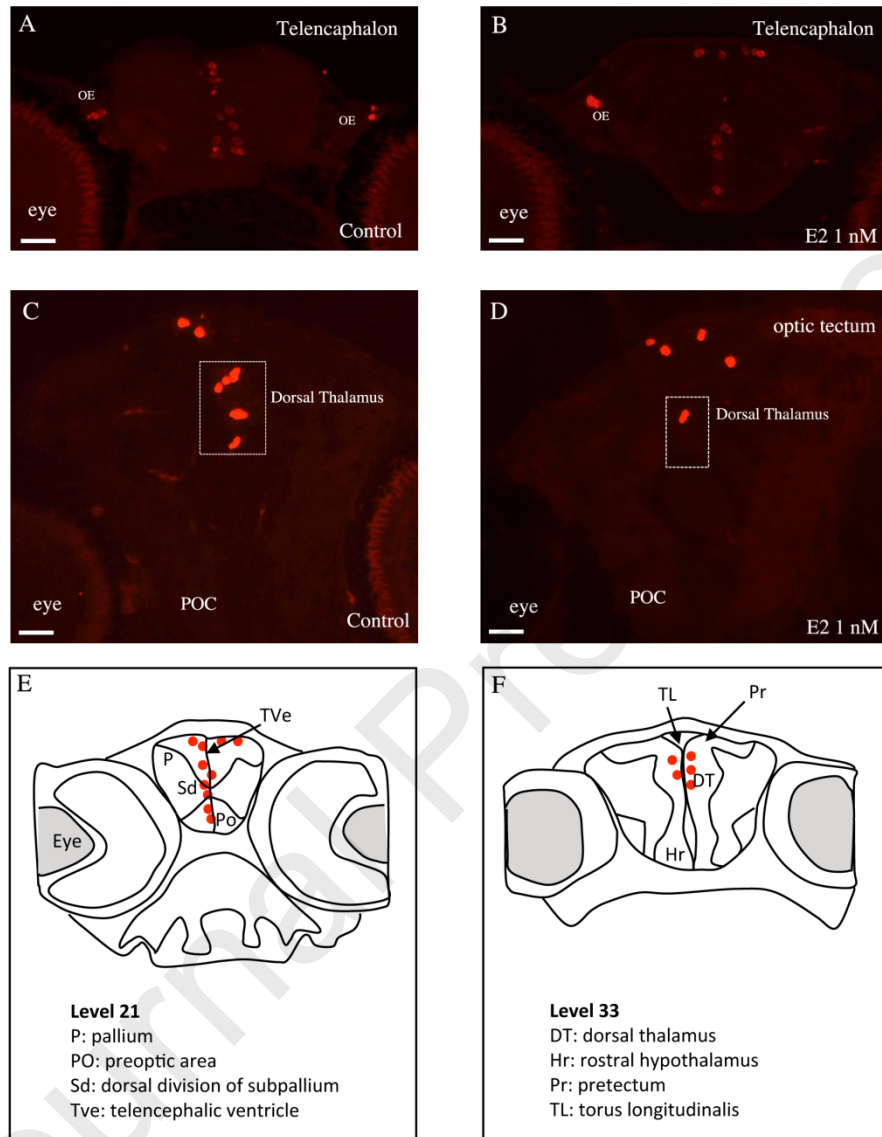 A
Telencaphalon
OE
OE
eye
Control
B
Telencaphalon
OE
eye
E2 1 nM
C
Dorsal Thalamus
eye
POC
Control
D
optic tectum
Dorsal Thalamus
eye
POC
E2 1 nM
E
TVe
P
Sd
Po
Eye
Level 21
P: pallium
PO: preoptic area
Sd: dorsal division of subpallium
Tve: telencephalic ventricle
F
TL
Pr
DT
Hr
Level 33
DT: dorsal thalamus
Hr: rostral hypothalamus
Pr: pretectum
TL: torus longitudinalis